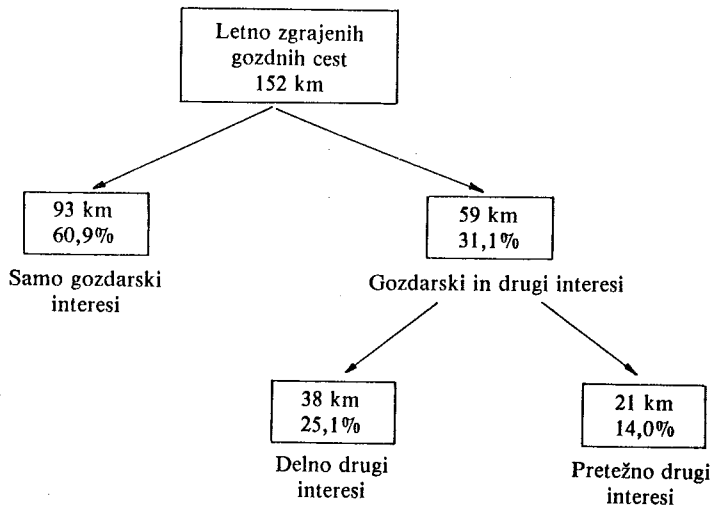 Letno zgrajenih
gozdnih cest
152 km
93 km
60,9%
Samo gozdarski
interesi
59 km
31,1%
Gozdarski in drugi interesi
38 km
25,1%
Delno drugi
interesi
21 km
14,0%
Pretežno drugi
interesi